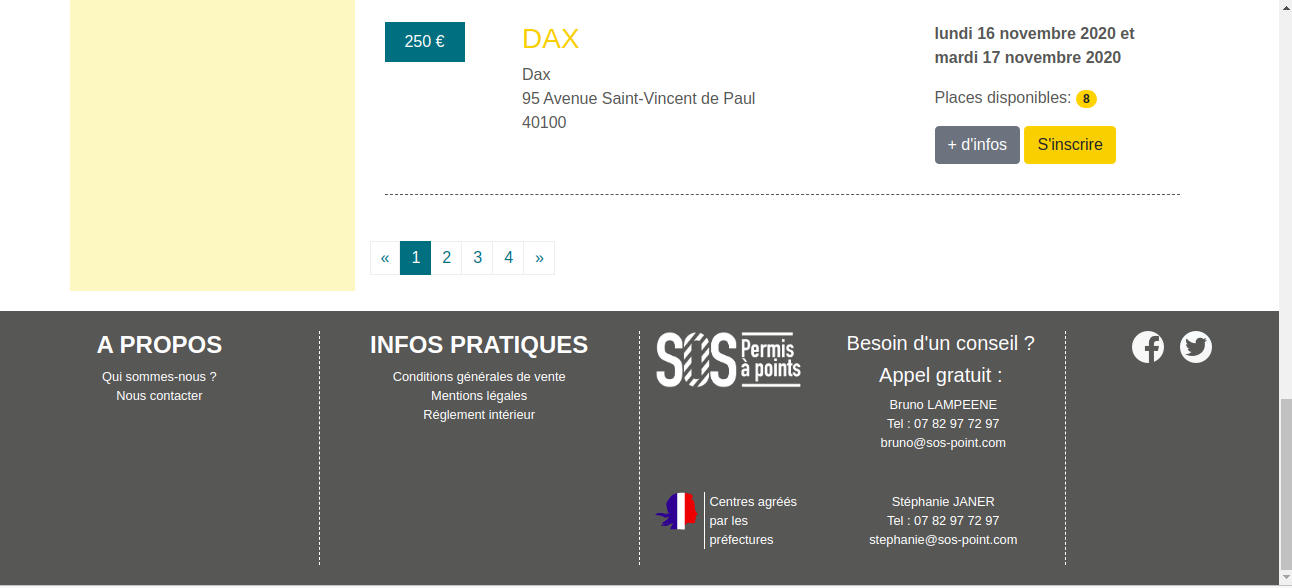 250 €
DAX
Dax
95 Avenue Saint-Vincent de Paul
40100
lundi 16 novembre 2020 et
mardi 17 novembre 2020
Places disponibles: 8
+ d'infos
S'inscrire
« 1 2 3 4 »
A PROPOS
Qui sommes-nous ?
Nous contacter
INFOS PRATIQUES
Conditions générales de vente
Mentions légales
Réglement intérieur
SOS Permis
à points
Centres agréés
par les
préfectures
Besoin d'un conseil ?
Appel gratuit :
Bruno LAMPEENE
Tel : 07 82 97 72 97
bruno@sos-point.com
Stéphanie JANER
Tel : 07 82 97 72 97
stephanie@sos-point.com